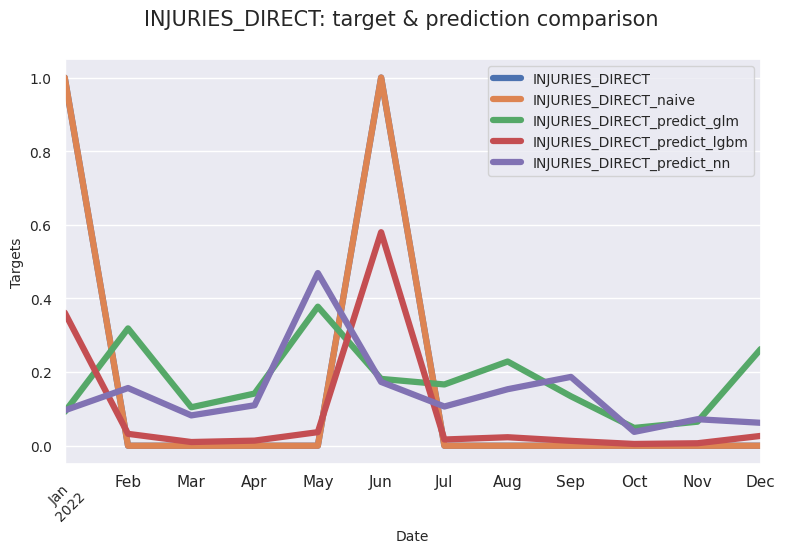 INJURIES_DIRECT: target & prediction comparison
INJURIES_DIRECT
INJURIES_DIRECT_naive
INJURIES_DIRECT_predict_glm
INJURIES_DIRECT_predict_lgbm
INJURIES_DIRECT_predict_nn
Targets
1.0
0.8
0.6
0.4
0.2
0.0
Jan
2022
Feb
Mar
Apr
May
Jun
Jul
Aug
Sep
Oct
Nov
Dec
Date